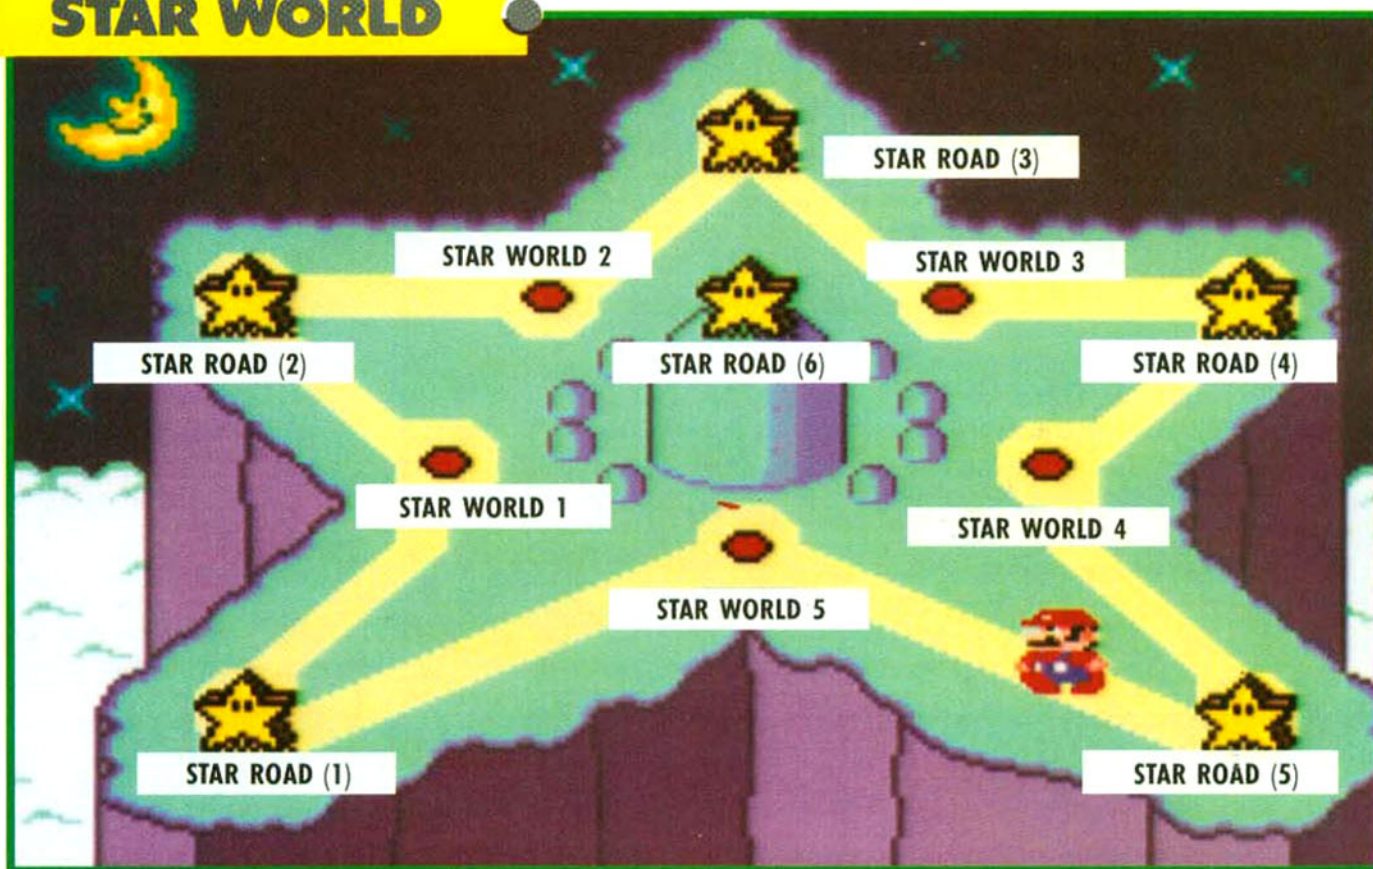 STAR WORLD
STAR ROAD (3)
STAR WORLD 2
STAR WORLD 3
STAR ROAD (2)
STAR ROAD (6)
STAR ROAD (4)
STAR WORLD 1
STAR WORLD 4
STAR WORLD 5
STAR ROAD (1)
STAR ROAD (5)